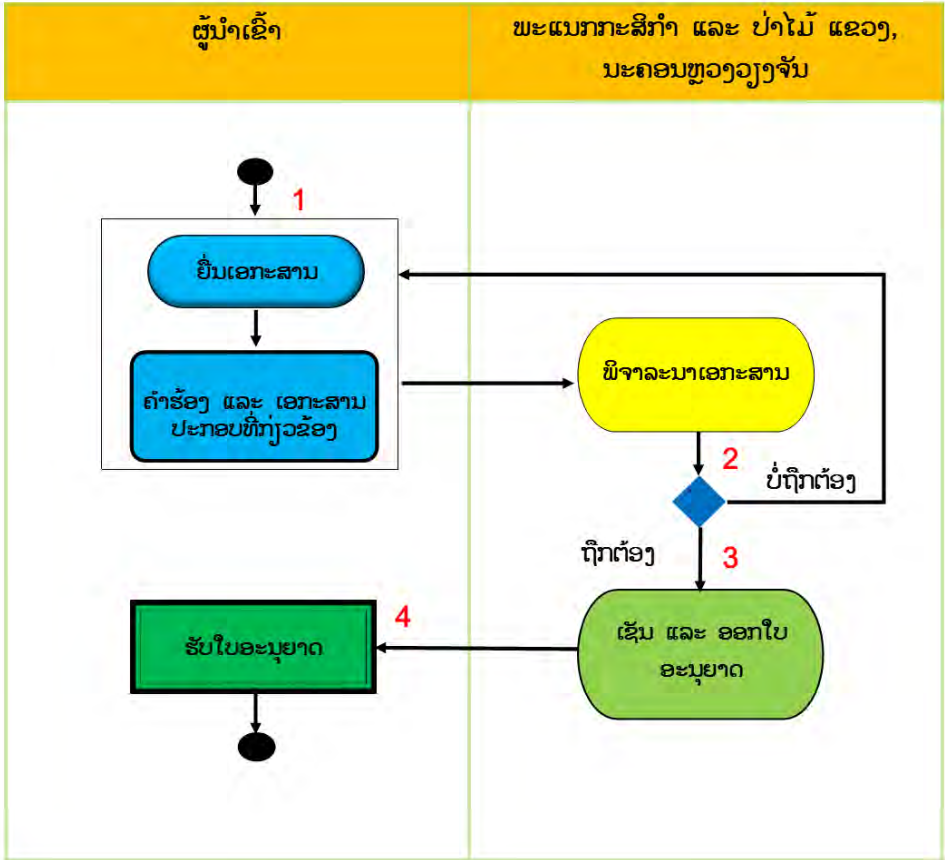 ຜູ້ນຳເຂົ້າ
ພະແນກກະສິກຳ ແລະ ປ່າໄມ້ ແຂວງ,
ນະຄອນຫຼວງວຽງຈັນ
1
ຍື່ນເອກະສານ
ຄຳຮ້ອງ ແລະ ເອກະສານ
ປະກອບທີ່ກ່ຽວຂ້ອງ
ພິຈາລະນາເອກະສານ
2
ບໍ່ຖືກຕ້ອງ
ຖືກຕ້ອງ
3
ເຊັນ ແລະ ອອກໃບ
ອະນຸຍາດ
4
ຮັບໃບອະນຸຍາດ